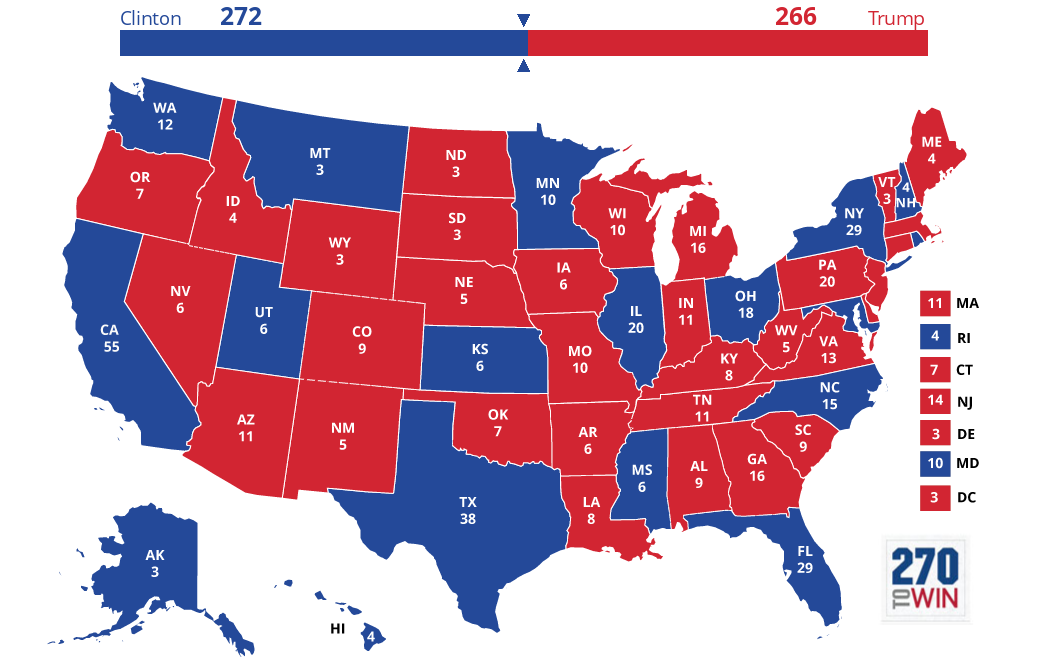 Clinton 272 266 Trump
WA
12
OR
7
CA
55
NV
6
ID
4
MT
3
WY
3
UT
6
AZ
11
CO
9
NM
5
ND
3
SD
3
NE
5
KS
6
OK
7
TX
38
MN
10
IA
6
MO
10
AR
6
LA
8
WI
10
IL
20
MI
16
IN
11
OH
18
KY
8
TN
11
MS
6
AL
9
GA
16
FL
29
SC
9
NC
15
VA
13
WV
5
PA
20
NY
29
VT
3
4
NH
ME
4
AK
3
HI 4
11 MA
4 RI
7 CT
14 NJ
3 DE
10 MD
3 DC
270
TO WIN